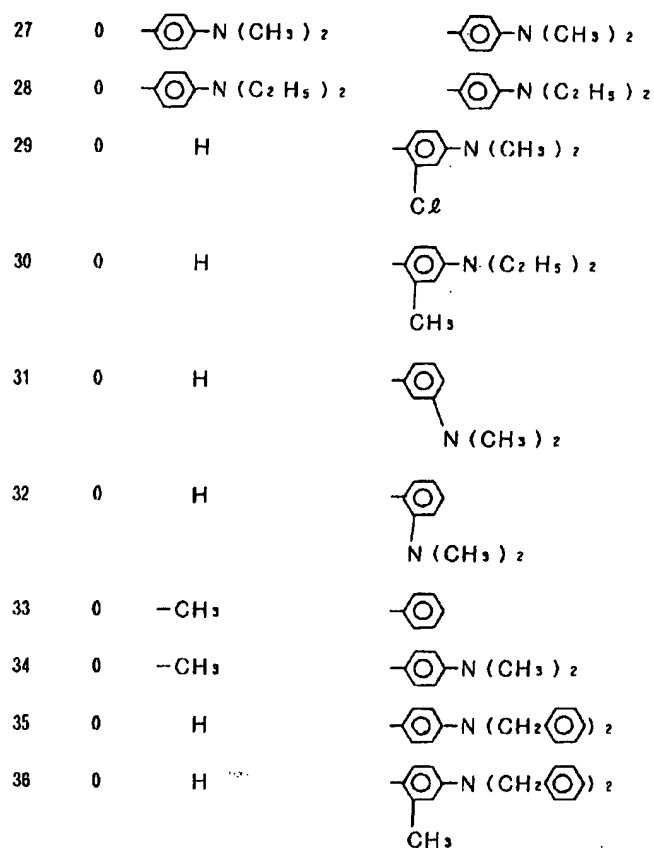 27 0 N (CH3) 2 N (CH3) 2
28 0 N (C2H5) 2 N (C2H5) 2
29 0 H N (CH3) 2
Cℓ
30 0 H N (C2H5) 2
CH3
31 0 H
N (CH3) 2
32 0 H
N (CH3) 2
33 0 -CH3
34 0 -CH3 N (CH3) 2
35 0 H N (CH2 ) 2
36 0 H N (CH2 ) 2
CH3